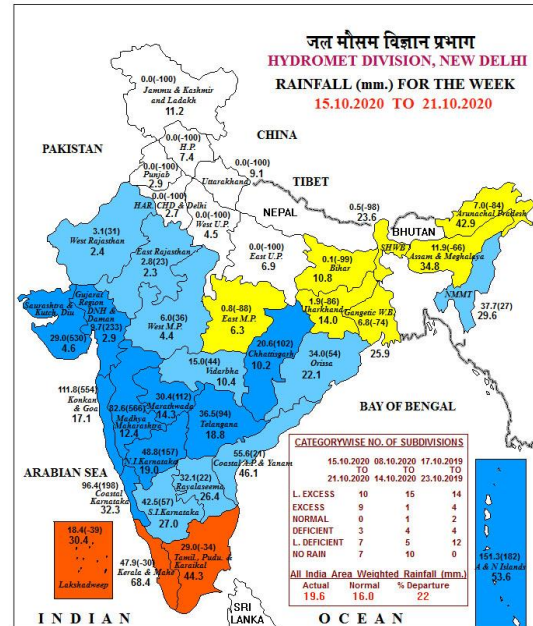 जल मौसम विज्ञान प्रभाग
HYDROMET DIVISION, NEW DELHI
RAINFALL (mm.) FOR THE WEEK
15.10.2020 TO 21.10.2020
0.0(-100)
Jammu & Kashmir
and Ladakh
11.2
0.0(-100)
H.P.
7.4
CHINA
PAKISTAN
0.0(-100)
Punjab
2.9
Uttarakhand
0.0(-100)
9.1
TIBET
0.0(-100)
HAR. CHD & Delhi
2.7
0.0(-100)
West U.P.
4.5
NEPAL
0.5(-98)
23.6
BHUTAN
7.0(-84)
Arunachal Pradesh
42.9
3.1(31)
West Rajasthan
2.4
East Rajasthan
2.8(23)
2.3
0.0(-100)
East U.P.
6.9
0.1(-99)
Bihar
10.8
SHWB
11.9(-66)
Assam & Meghalaya
34.8
Saurashtra &
Kutch, Diu
29.0(530)
4.6
Gujarat
Region
DNH &
Daman
9.7(233)
2.9
6.0(36)
West M.P.
4.4
0.8(-88)
East M.P.
6.3
1.9(-86)
Jharkhand
14.0
Gangetic W.B.
6.8(-74)
25.9
NMMT
37.7(27)
29.6
20.6(102)
Chhattisgarh
10.2
15.0(44)
Vidarbha
10.4
34.0(54)
Orissa
22.1
111.8(554)
Konkan
& Goa
17.1
30.4(112)
Marathwada
14.3
82.6(566)
Madhya
Maharashtra
12.4
36.5(94)
Telangana
18.8
BAY OF BENGAL
48.8(157)
N.I.Karnataka
19.0
55.6(21)
Coastal A.P. & Yanam
46.1
ARABIAN SEA
96.4(198)
Coastal
Karnataka
32.3
32.1(22)
Rayalaseema
26.4
42.5(57)
S.I.Karnataka
27.0
CATEGORYWISE NO. OF SUBDIVISIONS
15.10.2020 08.10.2020 17.10.2019
TO TO TO
21.10.2020 14.10.2020 23.10.2019
L. EXCESS 10 15 14
EXCESS 9 1 4
NORMAL 0 1 2
DEFICIENT 3 4 4
L. DEFICIENT 7 5 12
NO RAIN 7 10 0
All India Area Weighted Rainfall (mm.)
Actual Normal % Departure
19.6 16.0 22
151.3(182)
A & N Islands
53.6
18.4(-39)
30.4
Lakshadweep
47.9(-30)
Kerala & Mahe
68.4
29.0(-34)
Tamil, Pudu. &
Karaikal
44.3
SRI
LANKA
INDIAN OCEAN